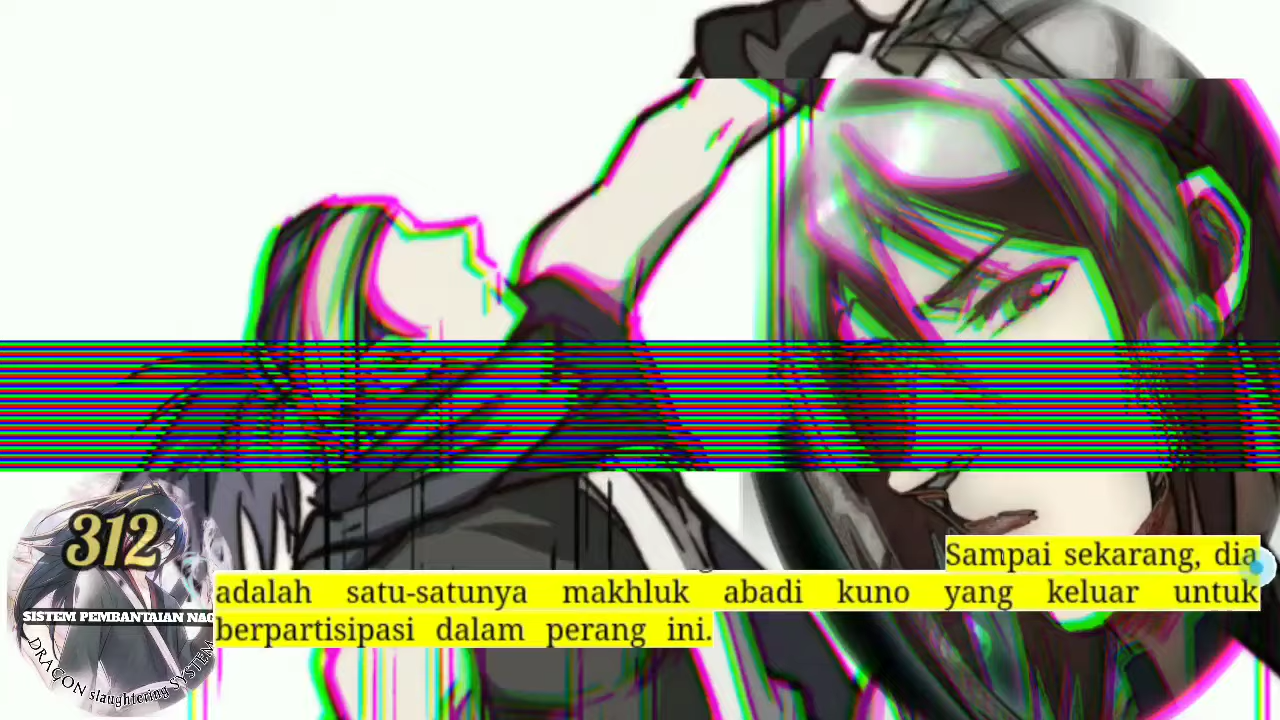 312
SISTEM PEMBANTAIAN NAG
DRAGON slaughtering SYSTEM
Sampai sekarang, dia
adalah satu-satunya makhluk abadi kuno yang keluar untuk
berpartisipasi dalam perang ini.